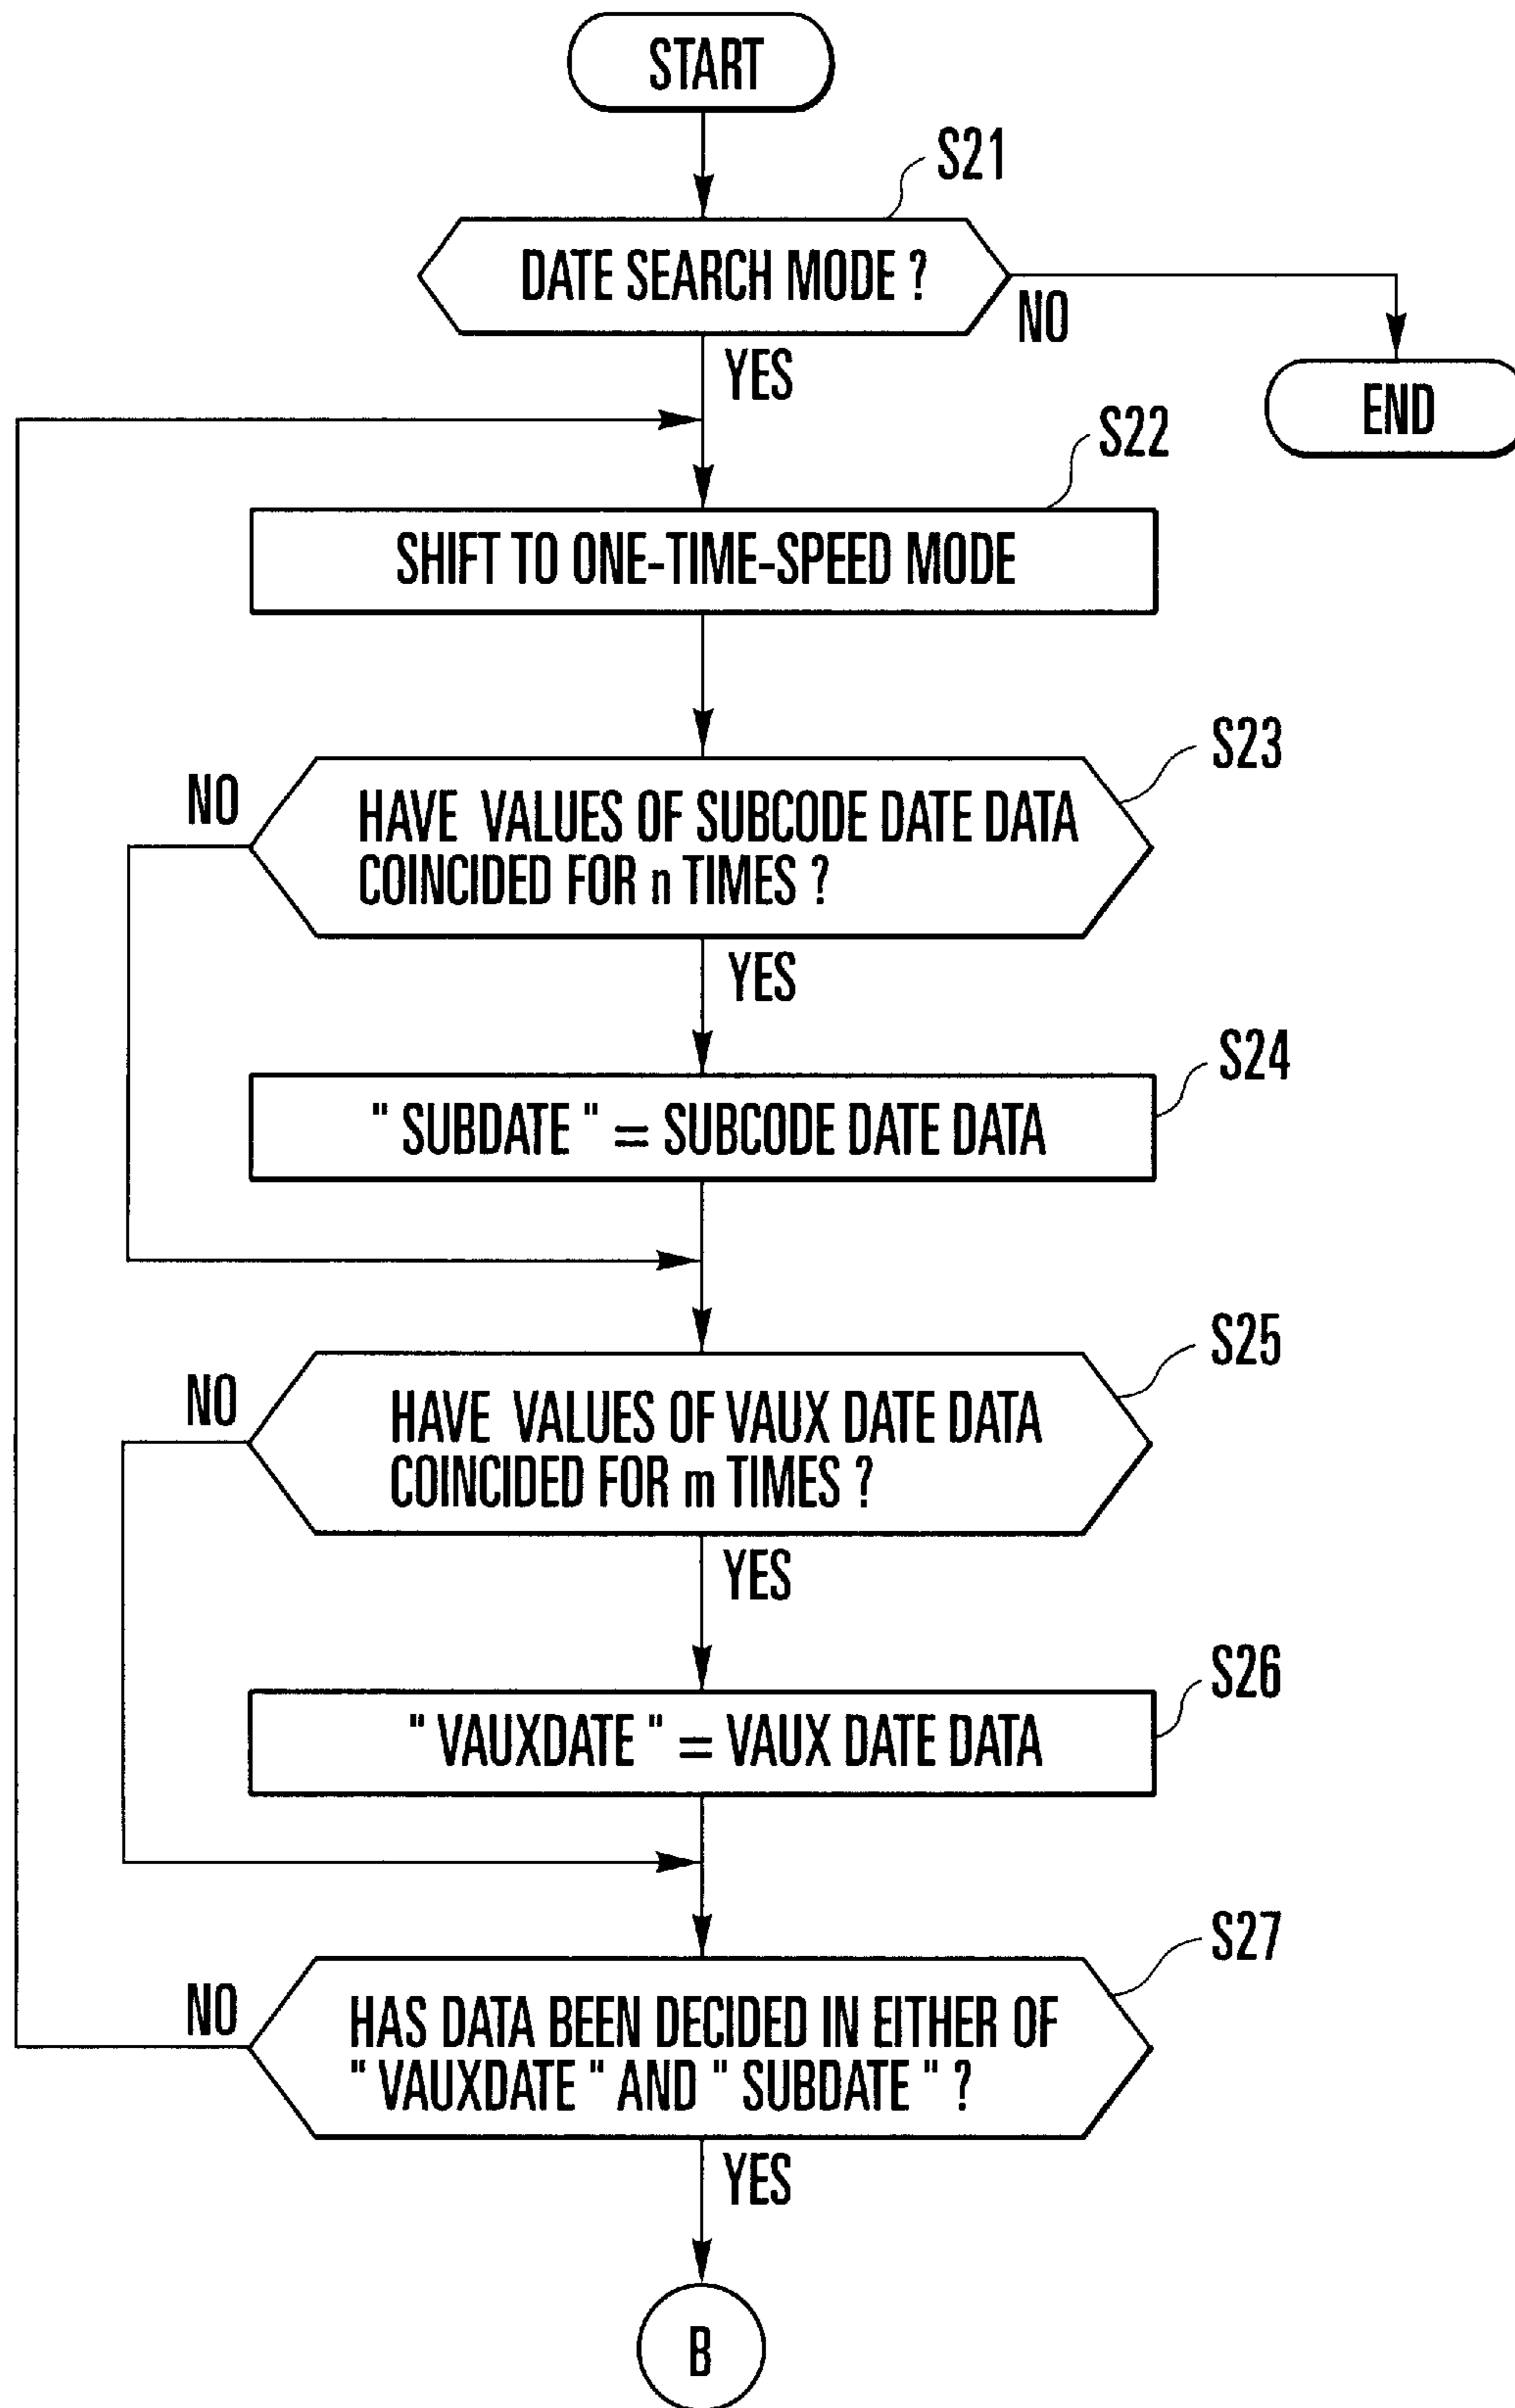 START
S21
DATE SEARCH MODE ?
NO
YES
END
S22
SHIFT TO ONE-TIME-SPEED MODE
S23
NO
HAVE VALUES OF SUBCODE DATE DATA
COINCIDED FOR n TIMES ?
YES
S24
" SUBDATE " = SUBCODE DATE DATA
S25
NO
HAVE VALUES OF VAUX DATE DATA
COINCIDED FOR m TIMES ?
YES
S26
" VAUXDATE " = VAUX DATE DATA
S27
NO
HAS DATA BEEN DECIDED IN EITHER OF
" VAUXDATE " AND " SUBDATE " ?
YES
B